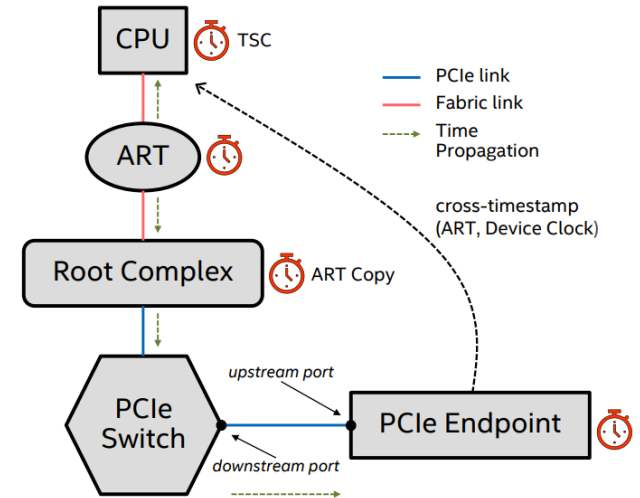 CPU
TSC
PCIe link
Fabric link
Time
Propagation
ART
cross-timestamp
(ART, Device Clock)
Root Complex
ART Copy
upstream port
PCIe
Switch
PCIe Endpoint
downstream port